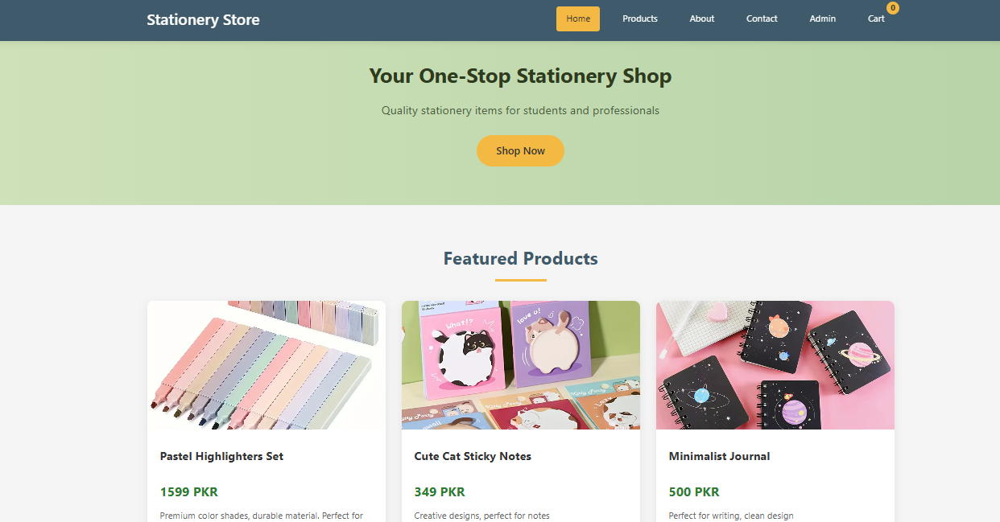 Stationery Store
Home Products About Contact Admin Cart 0
Your One-Stop Stationery Shop
Quality stationery items for students and professionals
Shop Now
Featured Products
What!?
love o!
Pastel Highlighters Set
Cute Cat Sticky Notes
Minimalist Journal
1599 PKR
349 PKR
500 PKR
Premium color shades, durable material. Perfect for
Creative designs, perfect for notes
Perfect for writing, clean design